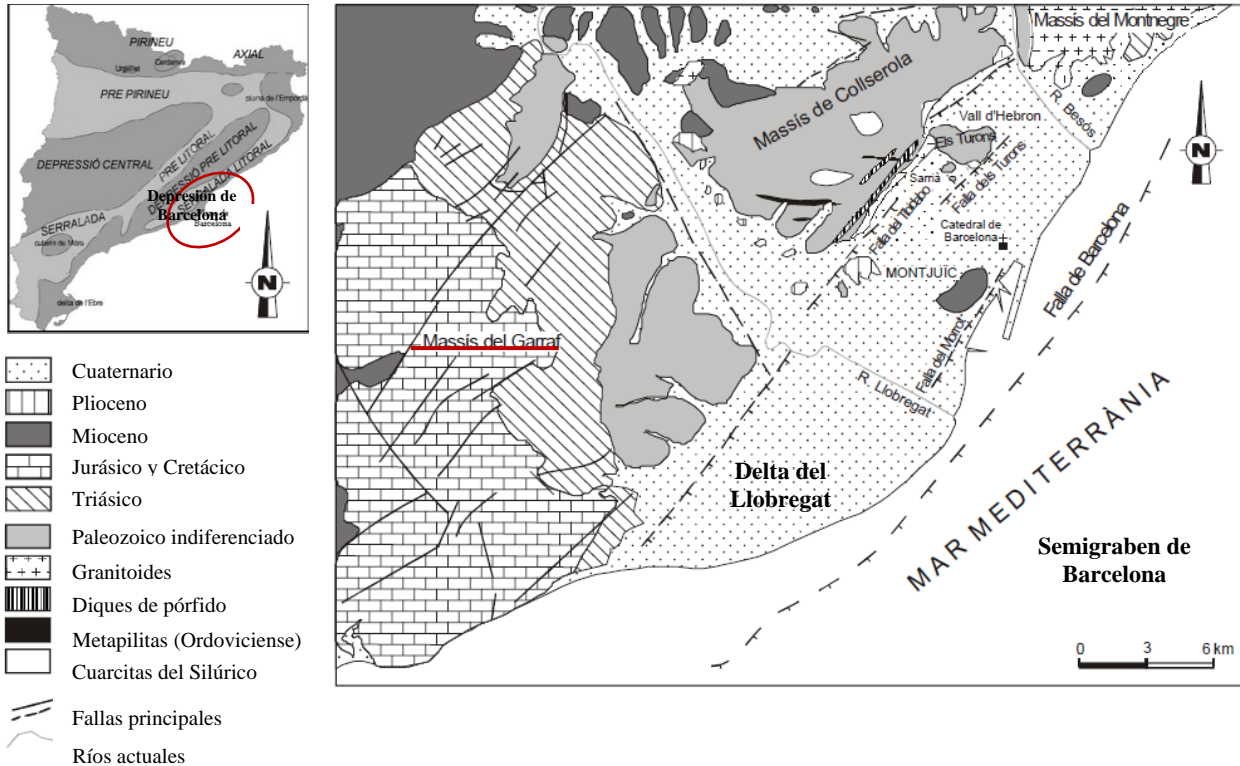 PIRINEU
AXIAL
Urgellet
Cerdanya
PRE PIRINEU
plana de l'Emporda
DEPRESSIÓ CENTRAL
PRE LITORAL
DEPRESSIÓ PRE LITORAL
SERRALADA LITORAL
Depresión de
Barcelona
Barcelona
SERRALADA
cubeta de Móra
delta de l'Ebre
N
Cuaternario
Plioceno
Mioceno
Jurásico y Cretácico
Triásico
Paleozoico indiferenciado
Granitoides
Diques de pórfido
Metapilitas (Ordoviciense)
Cuarcitas del Silúrico
Fallas principales
Ríos actuales
Massís del Montnegre
Massís de Collserola
R. Besós
Vall d'Hebron
Els Turons
Sarrià
Falla del Tibidabo
Falla dels Turons
Catedral de
Barcelona
MONTJUÏC
Falla de Barcelona
Falla del Morrot
Massís del Garraf
R. Llobregat
Delta del
Llobregat
MAR MEDITERRÀNIA
Semigraben de
Barcelona
N
0 3 6 km